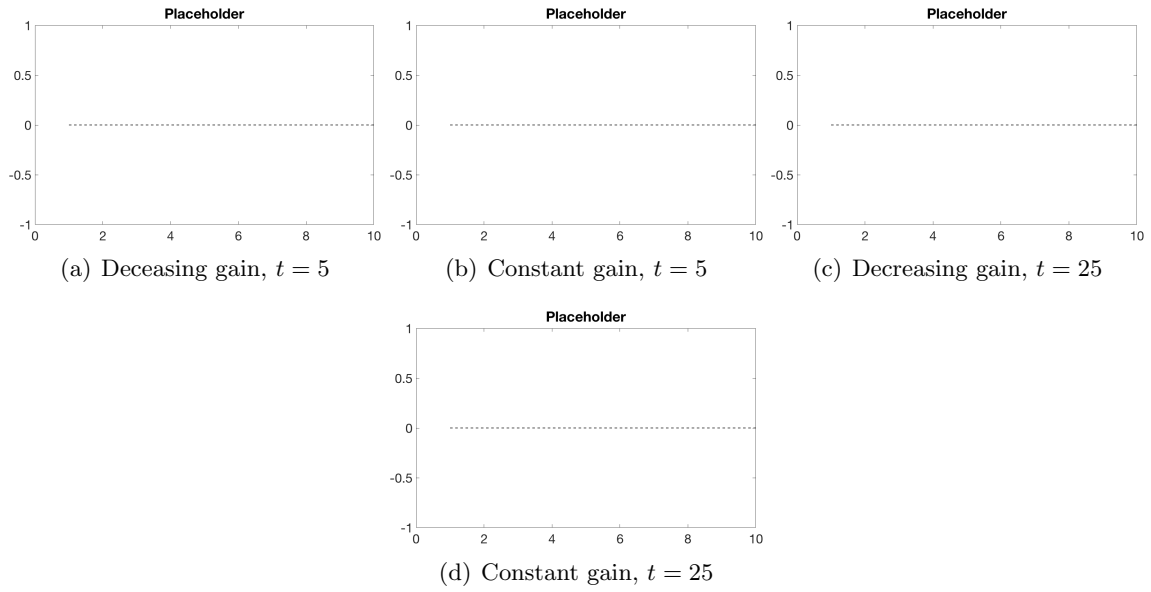 Placeholder
1
0.5
0
-0.5
-1
0 2 4 6 8 10
(a) Deceasing gain, t = 5
Placeholder
1
0.5
0
-0.5
-1
0 2 4 6 8 10
(b) Constant gain, t = 5
Placeholder
1
0.5
0
-0.5
-1
0 2 4 6 8 10
(c) Decreasing gain, t = 25
Placeholder
1
0.5
0
-0.5
-1
0 2 4 6 8 10
(d) Constant gain, t = 25